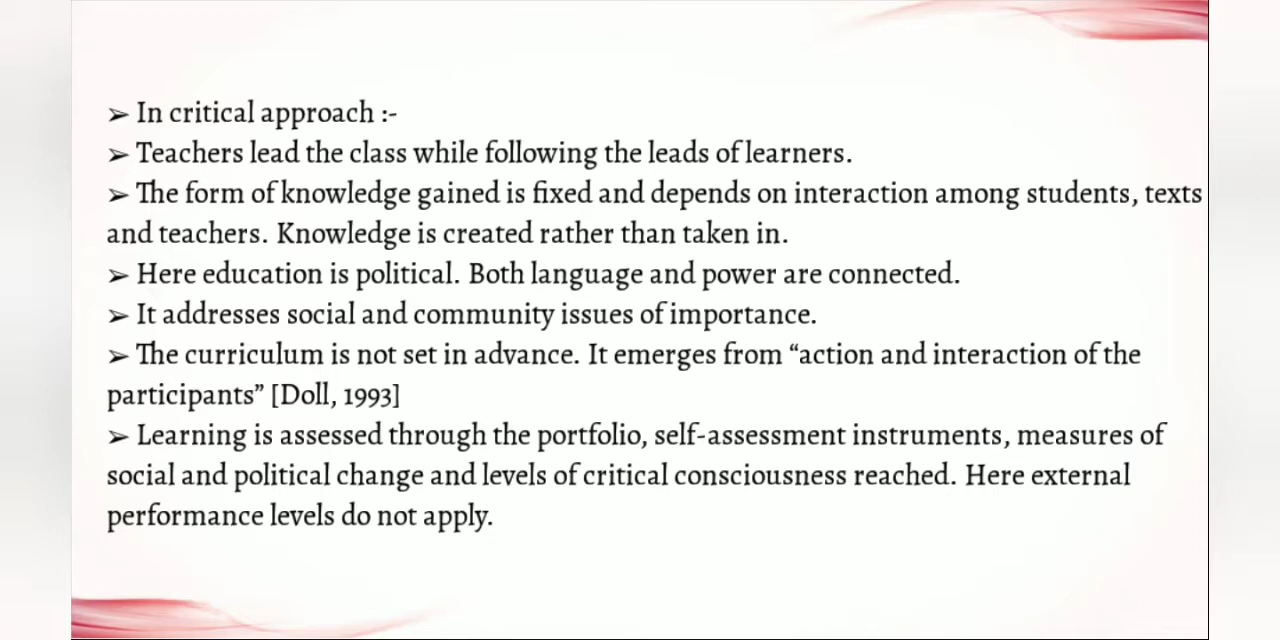 ➢ In critical approach :-
➢ Teachers lead the class while following the leads of learners.
➢ The form of knowledge gained is fixed and depends on interaction among students, texts
and teachers. Knowledge is created rather than taken in.
➢ Here education is political. Both language and power are connected.
➢ It addresses social and community issues of importance.
➢ The curriculum is not set in advance. It emerges from “action and interaction of the
participants” [Doll, 1993]
➢ Learning is assessed through the portfolio, self-assessment instruments, measures of
social and political change and levels of critical consciousness reached. Here external
performance levels do not apply.